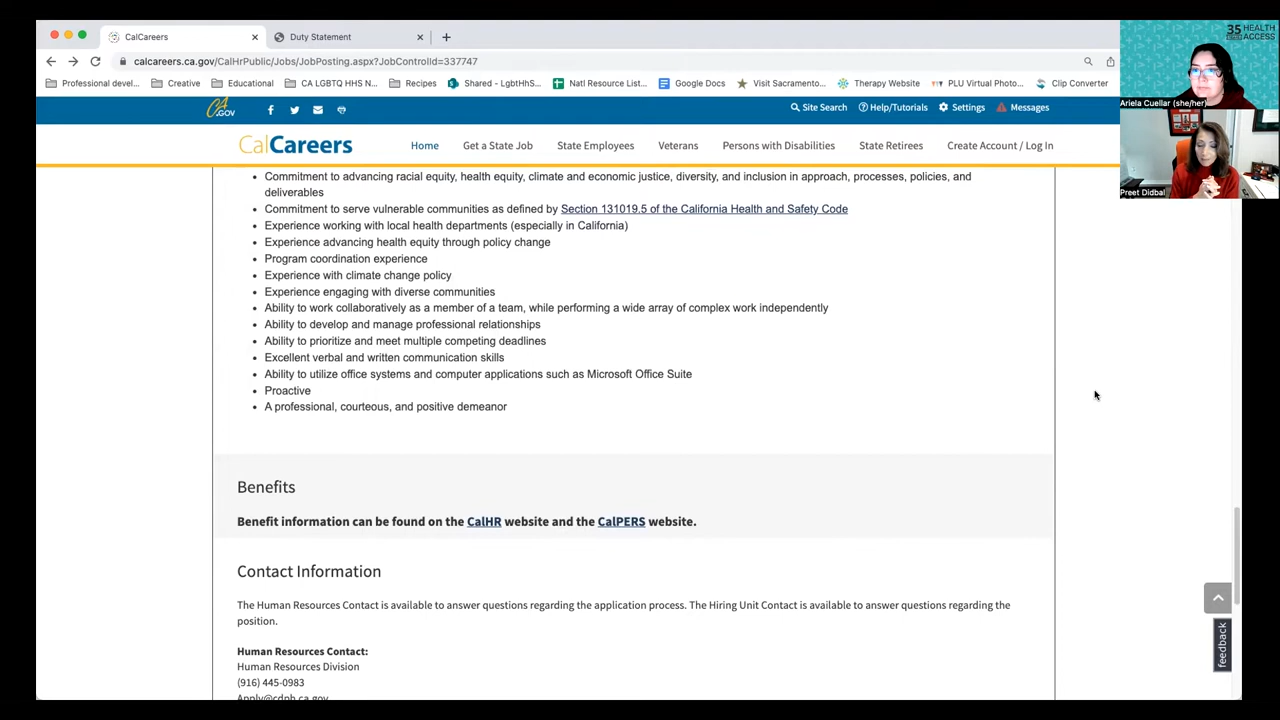 CalCareers
Duty Statement
calcareers.ca.gov/CalHrPublic/Jobs/JobPosting.aspx?JobControlId=337747
Professional devel... Creative CA LGBTQ HHS N... Educational Recipes Shared - LgbtHhS... Natl Resource List... Google Docs Visit Sacramento... Therapy Website PLU Virtual Photo... Clip Converter
35 HEALTH ACCESS
Ariela Cuellar (she/her)
Preet Didbal
CA.GOV Site Search Help/Tutorials Settings Messages
CalCareers Home Get a State Job State Employees Veterans Persons with Disabilities State Retirees Create Account / Log In
• Commitment to advancing racial equity, health equity, climate and economic justice, diversity, and inclusion in approach, processes, policies, and
deliverables
• Commitment to serve vulnerable communities as defined by Section 131019.5 of the California Health and Safety Code
• Experience working with local health departments (especially in California)
• Experience advancing health equity through policy change
• Program coordination experience
• Experience with climate change policy
• Experience engaging with diverse communities
• Ability to work collaboratively as a member of a team, while performing a wide array of complex work independently
• Ability to develop and manage professional relationships
• Ability to prioritize and meet multiple competing deadlines
• Excellent verbal and written communication skills
• Ability to utilize office systems and computer applications such as Microsoft Office Suite
• Proactive
• A professional, courteous, and positive demeanor
Benefits
Benefit information can be found on the CalHR website and the CalPERS website.
Contact Information
The Human Resources Contact is available to answer questions regarding the application process. The Hiring Unit Contact is available to answer questions regarding the
position.
Human Resources Contact:
Human Resources Division
(916) 445-0983
Apply@cdph.ca.gov
feedback